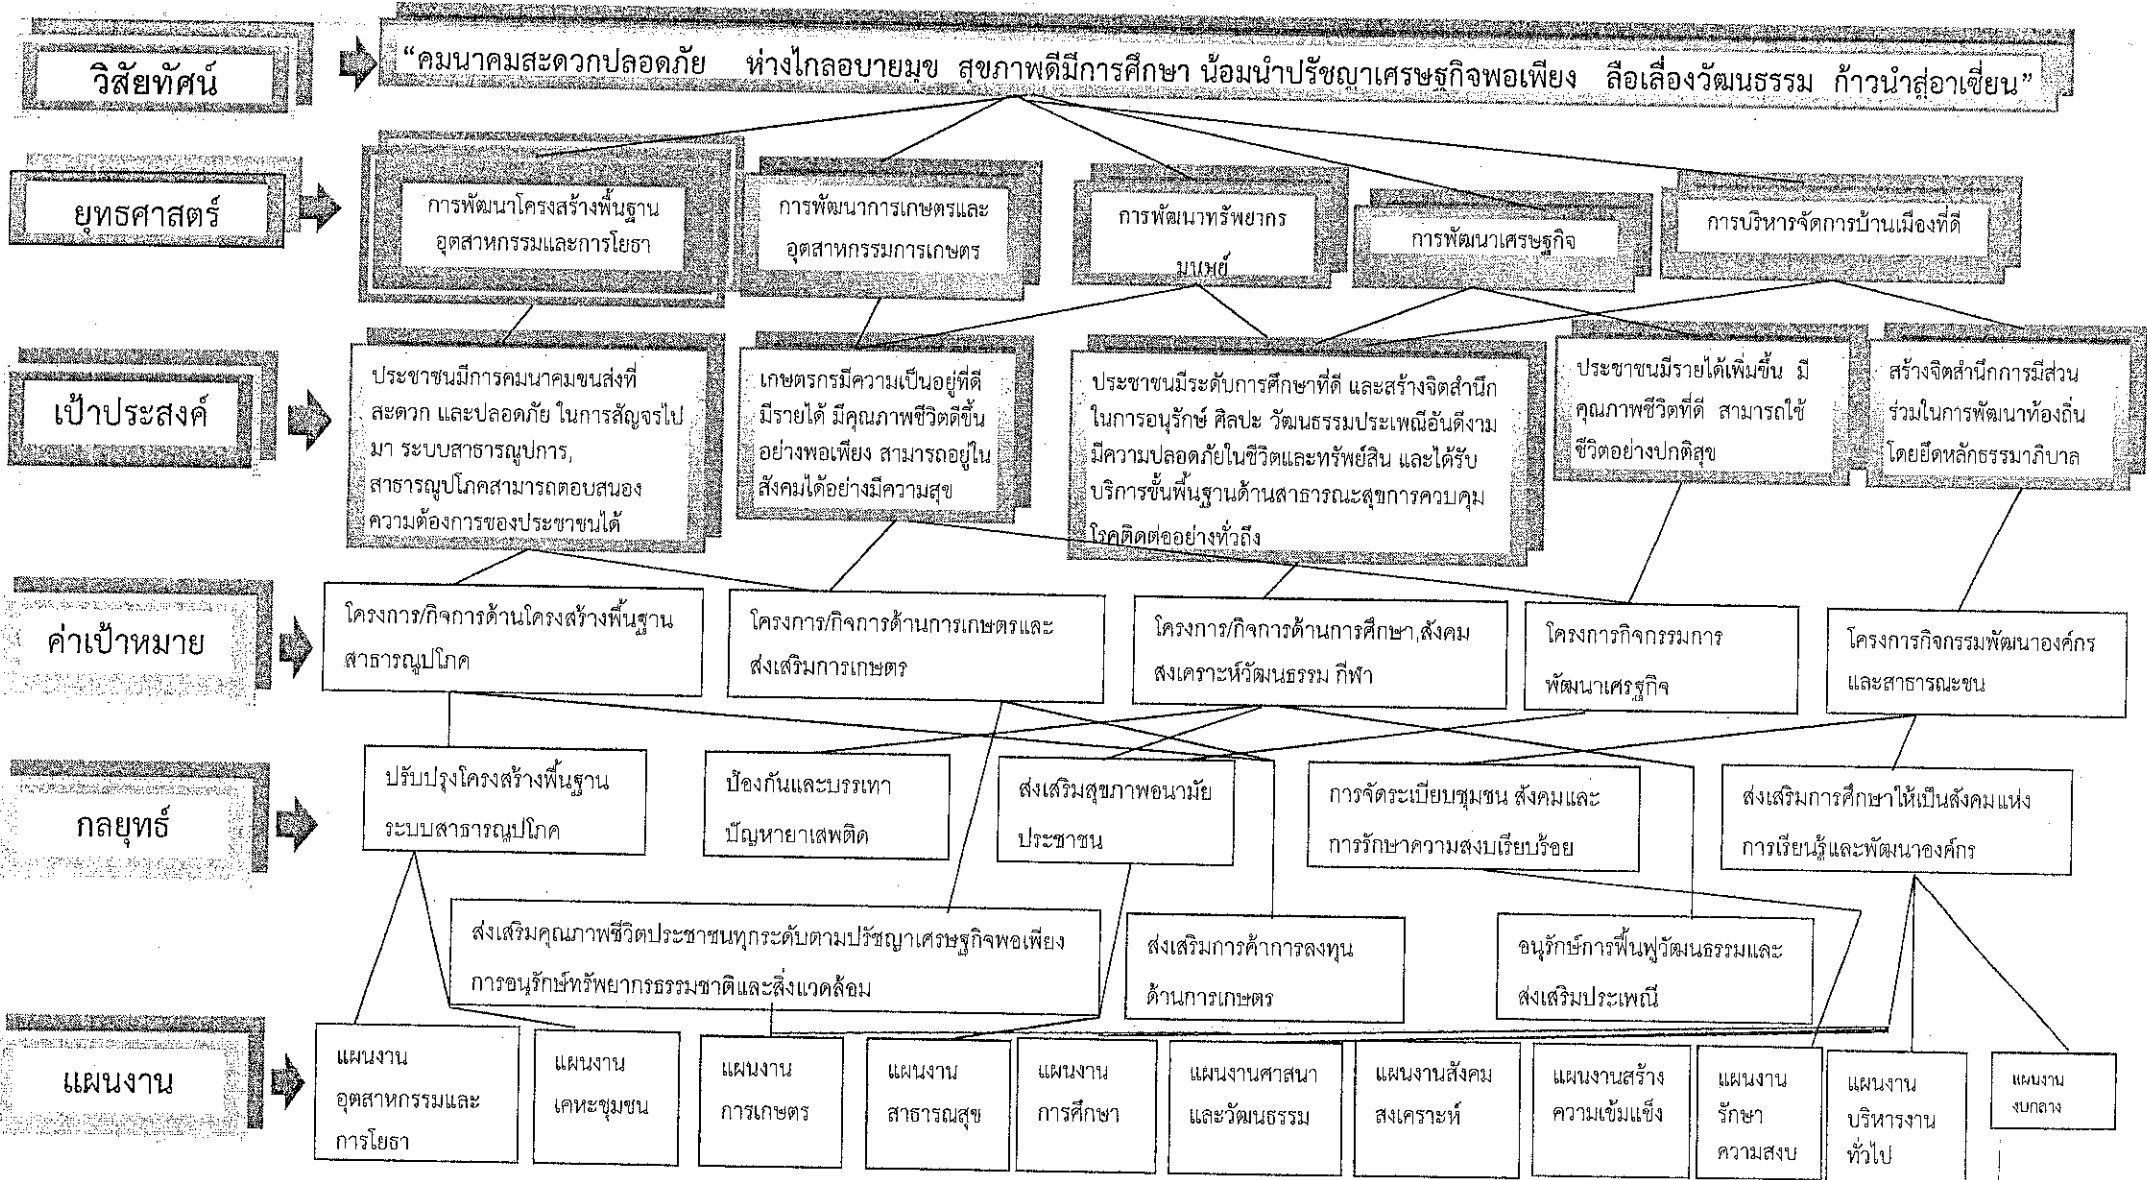 วิสัยทัศน์
“คมนาคมสะดวกปลอดภัย ห่างไกลอบายมุข สุขภาพดีมีการศึกษา น้อมนำปรัชญาเศรษฐกิจพอเพียง ลือเลื่องวัฒนธรรม ก้าวนำสู่อาเซี่ยน”
ยุทธศาสตร์
การพัฒนาโครงสร้างพื้นฐาน
อุตสาหกรรมและการโยธา
การพัฒนาการเกษตรและ
อุตสาหกรรมการเกษตร
การพัฒนาทรัพยากร
มนุษย์
การพัฒนาเศรษฐกิจ
การบริหารจัดการบ้านเมืองที่ดี
เป้าประสงค์
ประชาชนมีการคมนาคมขนส่งที่
สะดวก และปลอดภัย ในการสัญจรไป
มา ระบบสาธารณูปการ,
สาธารณูปโภคสามารถตอบสนอง
ความต้องการของประชาชนได้
เกษตรกรมีความเป็นอยู่ที่ดี
มีรายได้ มีคุณภาพชีวิตดีขึ้น
อย่างพอเพียง สามารถอยู่ใน
สังคมได้อย่างมีความสุข
ประชาชนมีระดับการศึกษาที่ดี และสร้างจิตสำนึก
ในการอนุรักษ์ ศิลปะ วัฒนธรรมประเพณีอันดีงาม
มีความปลอดภัยในชีวิตและทรัพย์สิน และได้รับ
บริการขั้นพื้นฐานด้านสาธารณะสุขการควบคุม
โรคติดต่ออย่างทั่วถึง
ประชาชนมีรายได้เพิ่มขึ้น มี
คุณภาพชีวิตที่ดี สามารถใช้
ชีวิตอย่างปกติสุข
สร้างจิตสำนึกการมีส่วน
ร่วมในการพัฒนาท้องถิ่น
โดยยึดหลักธรรมาภิบาล
ค่าเป้าหมาย
โครงการ/กิจการด้านโครงสร้างพื้นฐาน
สาธารณูปโภค
โครงการ/กิจการด้านการเกษตรและ
ส่งเสริมการเกษตร
โครงการ/กิจการด้านการศึกษา,สังคม
สงเคราะห์วัฒนธรรม กีฬา
โครงการกิจกรรมการ
พัฒนาเศรฐกิจ
โครงการกิจกรรมพัฒนาองค์กร
และสาธารณะชน
กลยุทธ์
ปรับปรุงโครงสร้างพื้นฐาน
ระบบสาธารณูปโภค
ป้องกันและบรรเทา
ปัญหายาเสพติด
ส่งเสริมสุขภาพอนามัย
ประชาชน
การจัดระเบียบชุมชน สังคมและ
การรักษาความสงบเรียบร้อย
ส่งเสริมการศึกษาให้เป็นสังคมแห่ง
การเรียนรู้และพัฒนาองค์กร
ส่งเสริมคุณภาพชีวิตประชาชนทุกระดับตามปรัชญาเศรษฐกิจพอเพียง
การอนุรักษ์ทรัพยากรธรรมชาติและสิ่งแวดล้อม
ส่งเสริมการค้าการลงทุน
ด้านการเกษตร
อนุรักษ์การฟื้นฟูวัฒนธรรมและ
ส่งเสริมประเพณี
แผนงาน
แผนงาน
อุตสาหกรรมและ
การโยธา
แผนงาน
เคหะชุมชน
แผนงาน
การเกษตร
แผนงาน
สาธารณสุข
แผนงาน
การศึกษา
แผนงานศาสนา
และวัฒนธรรม
แผนงานสังคม
สงเคราะห์
แผนงานสร้าง
ความเข้มแข็ง
แผนงาน
รักษา
ความสงบ
แผนงาน
บริหารงาน
ทั่วไป
แผนงาน
งบกลาง